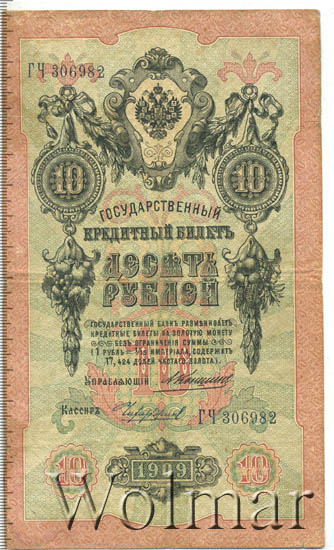 ГЧ 306982
10 10
ГОСУДАРСТВЕННЫЙ
КРЕДИТНЫЙ БИЛЕТЪ
ДЕСЯТЬ
РУБЛЕЙ
ГОСУДАРСТВЕННЫЙ БАНКЪ РАЗМѢНИВАЕТЪ
КРЕДИТНЫЕ БИЛЕТЫ НА ЗОЛОТУЮ МОНЕТУ
БЕЗЪ ОГРАНИЧЕНІЯ СУММЫ
(1 РУБЛЬ = 1/15 ИМПЕРІАЛА, СОДЕРЖИТЪ
17,424 ДОЛЕЙ ЧИСТАГО ЗОЛОТА).
УПРАВЛЯЮЩІЙ
КАССИРЪ
ГЧ 306982
10 1909 10
Wolmar